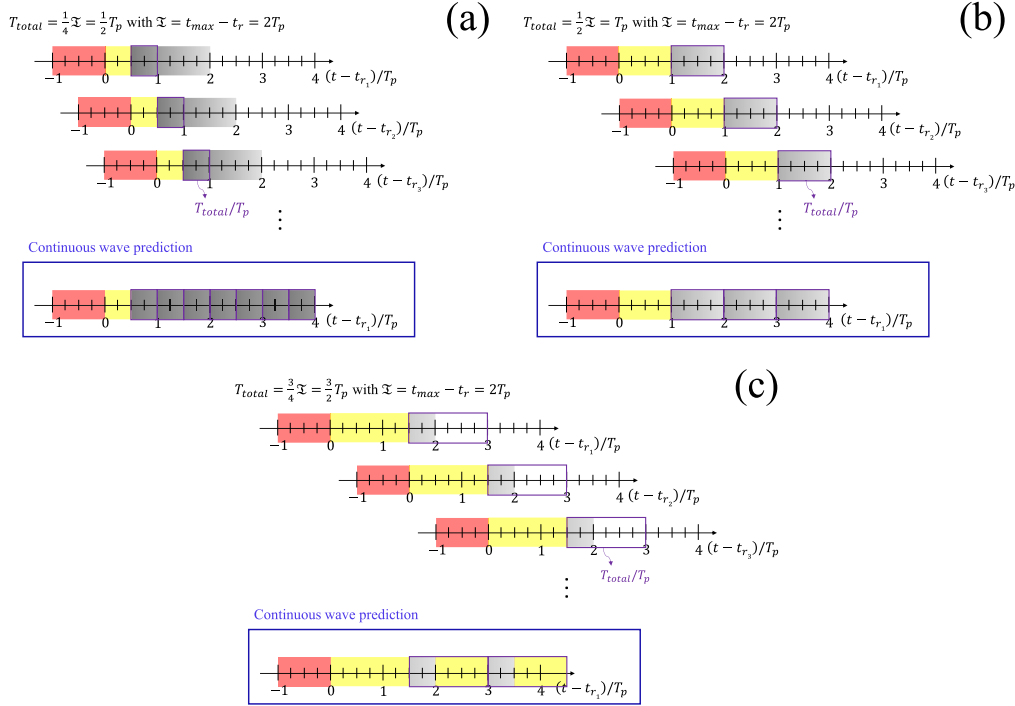 (a)
T_total = 1/4 𝔗 = 1/2 T_p with 𝔗 = t_max − t_r = 2T_p
−1 0 1 2 3 4 (t − t_r₁)/T_p
−1 0 1 2 3 4 (t − t_r₂)/T_p
−1 0 1 2 3 4 (t − t_r₃)/T_p
T_total/T_p
⋮
Continuous wave prediction
−1 0 1 2 3 4 (t − t_r₁)/T_p
(b)
T_total = 1/2 𝔗 = T_p with 𝔗 = t_max − t_r = 2T_p
−1 0 1 2 3 4 (t − t_r₁)/T_p
−1 0 1 2 3 4 (t − t_r₂)/T_p
−1 0 1 2 3 4 (t − t_r₃)/T_p
T_total/T_p
⋮
Continuous wave prediction
−1 0 1 2 3 4 (t − t_r₁)/T_p
(c)
T_total = 3/4 𝔗 = 3/2 T_p with 𝔗 = t_max − t_r = 2T_p
−1 0 1 2 3 4 (t − t_r₁)/T_p
−1 0 1 2 3 4 (t − t_r₂)/T_p
−1 0 1 2 3 4 (t − t_r₃)/T_p
T_total/T_p
⋮
Continuous wave prediction
−1 0 1 2 3 4 (t − t_r₁)/T_p